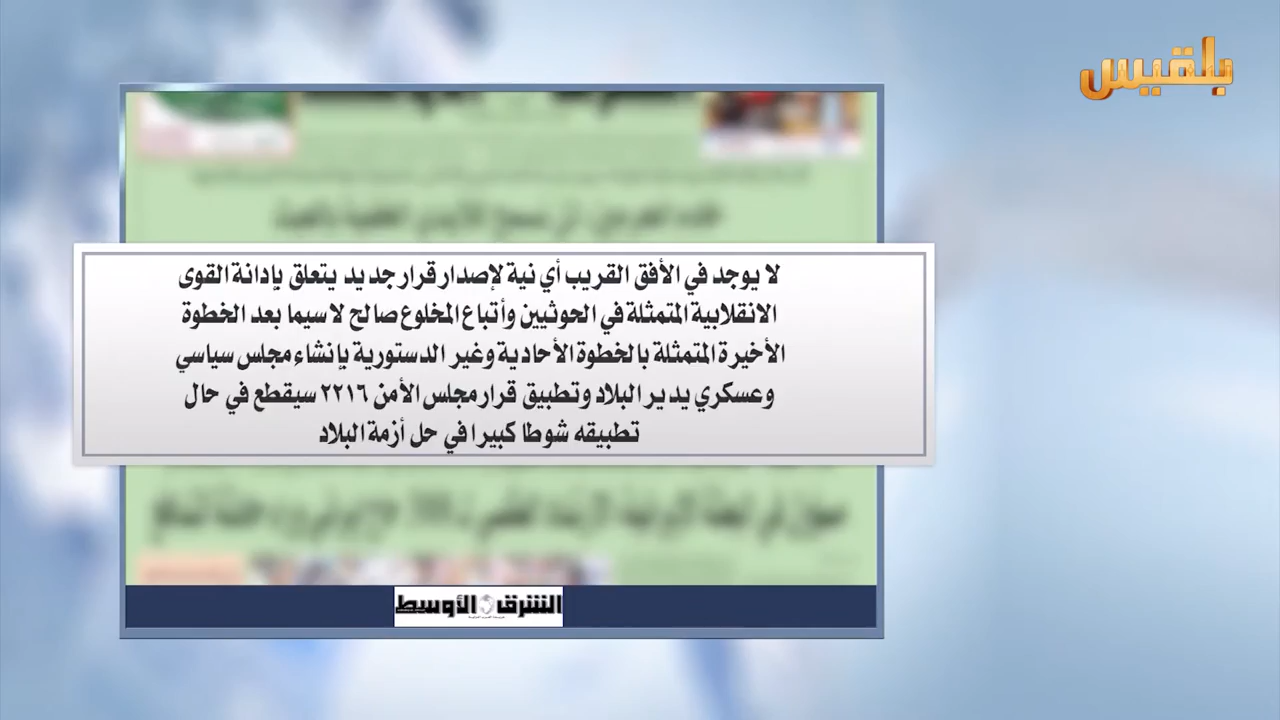 بلقيس
لا يوجد في الأفق القريب أي نية لإصدار قرار جديد يتعلق بإدانة القوى
الانقلابية المتمثلة في الحوثيين وأتباع المخلوع صالح لاسيما بعد الخطوة
الأخيرة المتمثلة بالخطوة الأحادية وغير الدستورية بإنشاء مجلس سياسي
وعسكري يدير البلاد وتطبيق قرار مجلس الأمن ٢٢١٦ سيقطع في حال
تطبيقه شوطا كبيرا في حل أزمة البلاد
الشرق الأوسط